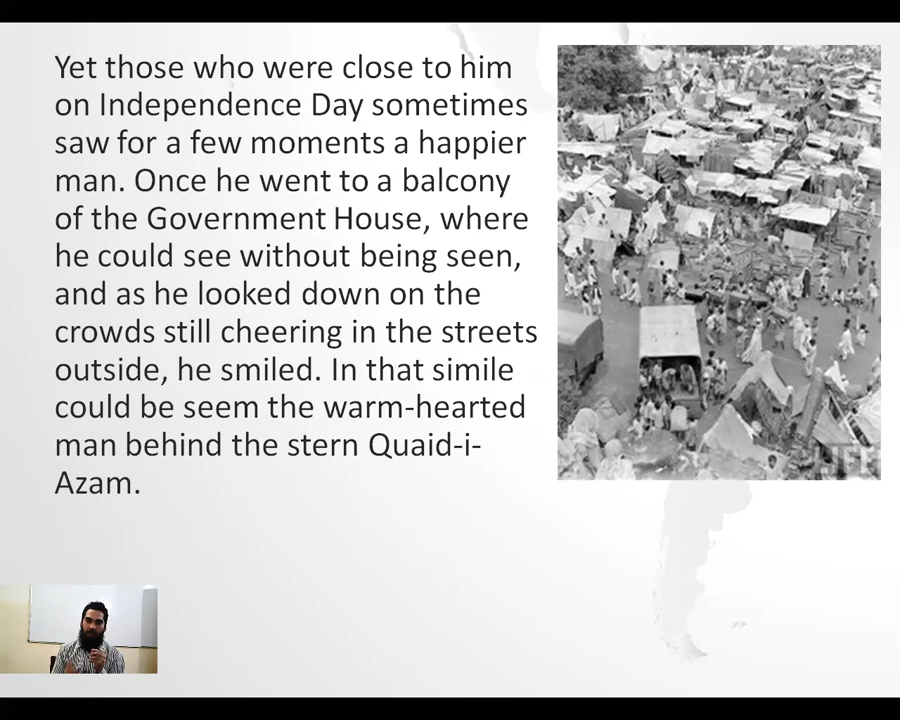 Yet those who were close to him
on Independence Day sometimes
saw for a few moments a happier
man. Once he went to a balcony
of the Government House, where
he could see without being seen,
and as he looked down on the
crowds still cheering in the streets
outside, he smiled. In that simile
could be seem the warm-hearted
man behind the stern Quaid-i-
Azam.
LIFE